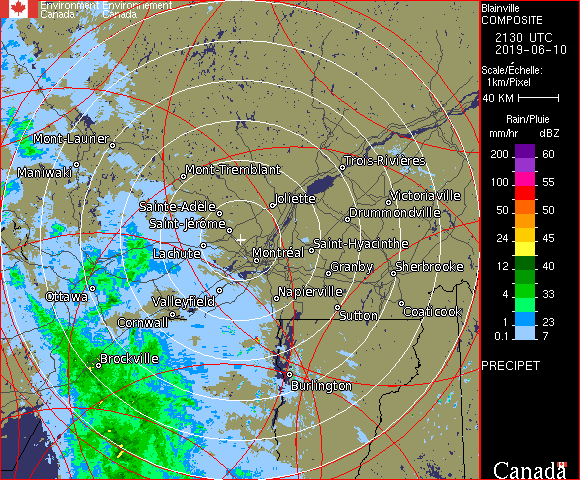 Environment Environnement
Canada Canada
Blainville
COMPOSITE
2130 UTC
2019-06-10
Scale/Échelle:
1km/Pixel
40 KM
Rain/Pluie
mm/hr dBZ
200 60
100 55
50 50
24 45
12 40
4 33
1 23
0.1 7
PRECIPET
Canada
Mont-Laurier
Maniwaki
Mont-Tremblant
Trois-Rivières
Sainte-Adèle
Joliette
Victoriaville
Saint-Jérôme
Drummondville
Lachute
Montréal
Saint-Hyacinthe
Granby
Sherbrooke
Ottawa
Valleyfield
Napierville
Cornwall
Sutton
Coaticook
Brockville
Burlington